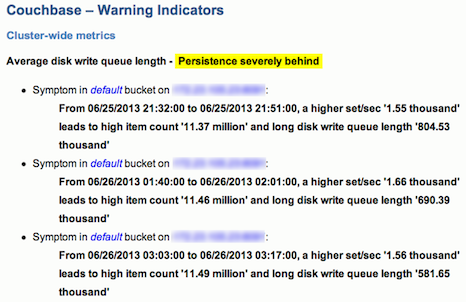 Couchbase – Warning Indicators
Cluster-wide metrics
Average disk write queue length - Persistence severely behind
Symptom in default bucket on :
From 06/25/2013 21:32:00 to 06/25/2013 21:51:00, a higher set/sec '1.55 thousand'
leads to high item count '11.37 million' and long disk write queue length '804.53
thousand'
Symptom in default bucket on :
From 06/26/2013 01:40:00 to 06/26/2013 02:01:00, a higher set/sec '1.66 thousand'
leads to high item count '11.46 million' and long disk write queue length '690.39
thousand'
Symptom in default bucket on :
From 06/26/2013 03:03:00 to 06/26/2013 03:17:00, a higher set/sec '1.56 thousand'
leads to high item count '11.49 million' and long disk write queue length '581.65
thousand'